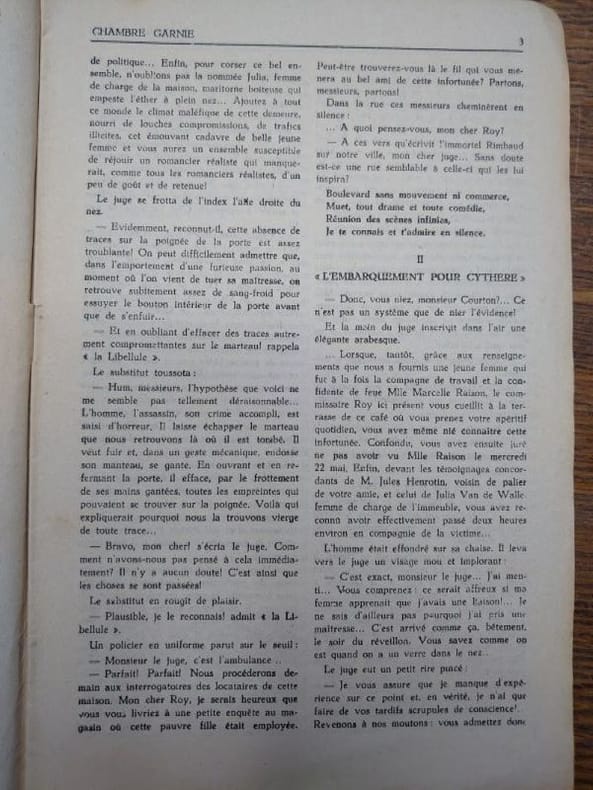 CHAMBRE GARNIE
3
de politique... Enfin, pour corser ce bel en-
semble, n'oublions pas la nommée Julia, femme
de charge de la maison, maritorne boiteuse qui
empeste l'éther à plein nez... Ajoutez à tout
ce monde le climat maléfique de cette demeure,
nourri de louches compromissions, de trafics
illicites, cet émouvant cadavre de belle jeune
femme et vous aurez un ensemble susceptible
de réjouir un romancier réaliste qui manque-
rait, comme tous les romanciers réalistes, d'un
peu de goût et de retenue!
Le juge se frotta de l'index l'aile droite du
nez.
— Evidemment, reconnut-il, cette absence de
traces sur la poignée de la porte est assez
troublante! On peut difficilement admettre que,
dans l'emportement d'une furieuse passion, au
moment où l'on vient de tuer sa maîtresse, on
retrouve subitement assez de sang-froid pour
essuyer le bouton intérieur de la porte avant
que de s'enfuir...
— Et en oubliant d'effacer des traces autre-
ment compromettantes sur le marteau! rappela
« la Libellule ».
Le substitut toussota :
— Hum, messieurs, l'hypothèse que voici ne
me semble pas tellement déraisonnable...
L'homme, l'assassin, son crime accompli, est
saisi d'horreur. Il laisse échapper le marteau
que nous retrouvons là où il est tombé. Il
veut fuir et, dans un geste mécanique, endosse
son manteau, se gante. En ouvrant et en re-
fermant la porte, il efface, par le frottement
de ses mains gantées, toutes les empreintes qui
pouvaient se trouver sur la poignée. Voilà qui
expliquerait pourquoi nous la trouvons vierge
de toute trace...
— Bravo, mon cher! s'écria le juge. Com-
ment n'avons-nous pas pensé à cela immédia-
tement? Il n'y a aucun doute! C'est ainsi que
les choses se sont passées!
Le substitut en rougit de plaisir.
— Plausible, je le reconnais! admit « la Li-
bellule ».
Un policier en uniforme parut sur le seuil :
— Monsieur le juge, c'est l'ambulance ...
— Parfait! Parfait! Nous procéderons de-
main aux interrogatoires des locataires de cette
maison. Mon cher Roy, je serais heureux que
vous vous livriez à une petite enquête au ma-
gasin où cette pauvre fille était employée.
Peut-être trouverez-vous là le fil qui vous mè-
nera au bel ami de cette infortunée? Partons,
messieurs, partons!
Dans la rue ces messieurs cheminèrent en
silence :
... A quoi pensez-vous, mon cher Roy?
— A ces vers qu'écrivit l'immortel Rimbaud
sur notre ville, mon cher juge... Sans doute
est-ce une rue semblable à celle-ci qui les lui
inspira?
Boulevard sans mouvement ni commerce,
Muet, tout drame et toute comédie,
Réunion des scènes infinies,
Je te connais et t'admire en silence.
II
« L'EMBARQUEMENT POUR CYTHERE »
— Donc, vous niez, monsieur Courton?... Ce
n'est pas un système que de nier l'évidence!
Et la main du juge inscrivit dans l'air une
élégante arabesque.
... Lorsque, tantôt, grâce aux renseigne-
ments que nous a fournis une jeune femme qui
fut à la fois la compagne de travail et la con-
fidente de feue Mlle Marcelle Raison, le com-
missaire Roy ici présent vous cueillit à la ter-
rasse de ce café où vous prenez votre apéritif
quotidien, vous avez même nié connaître cette
infortunée. Confondu, vous avez ensuite juré
ne pas avoir vu Mlle Raison le mercredi
22 mai. Enfin, devant les témoignages concor-
dants de M. Jules Henrotin, voisin de palier
de votre amie, et celui de Julia Van de Walle
femme de charge de l'immeuble, vous avez re-
connu avoir effectivement passé deux heures
environ en compagnie de la victime...
L'homme était effondré sur sa chaise. Il leva
vers le juge un visage mou et implorant :
— C'est exact, monsieur le juge... J'ai men-
ti... Vous comprenez : ce serait affreux si ma
femme apprenait que j'avais une liaison!... Je
ne sais d'ailleurs pas pourquoi j'ai pris une
maîtresse... C'est arrivé comme ça, bêtement,
le soir du réveillon. Vous savez comme on
est quand on a un verre dans le nez...
Le juge eut un petit rire pincé :
— Je vous assure que je manque d'expé-
rience sur ce point et, en vérité, je n'ai que
faire de vos tardifs scrupules de conscience!
Revenons à nos moutons : vous admettez donc